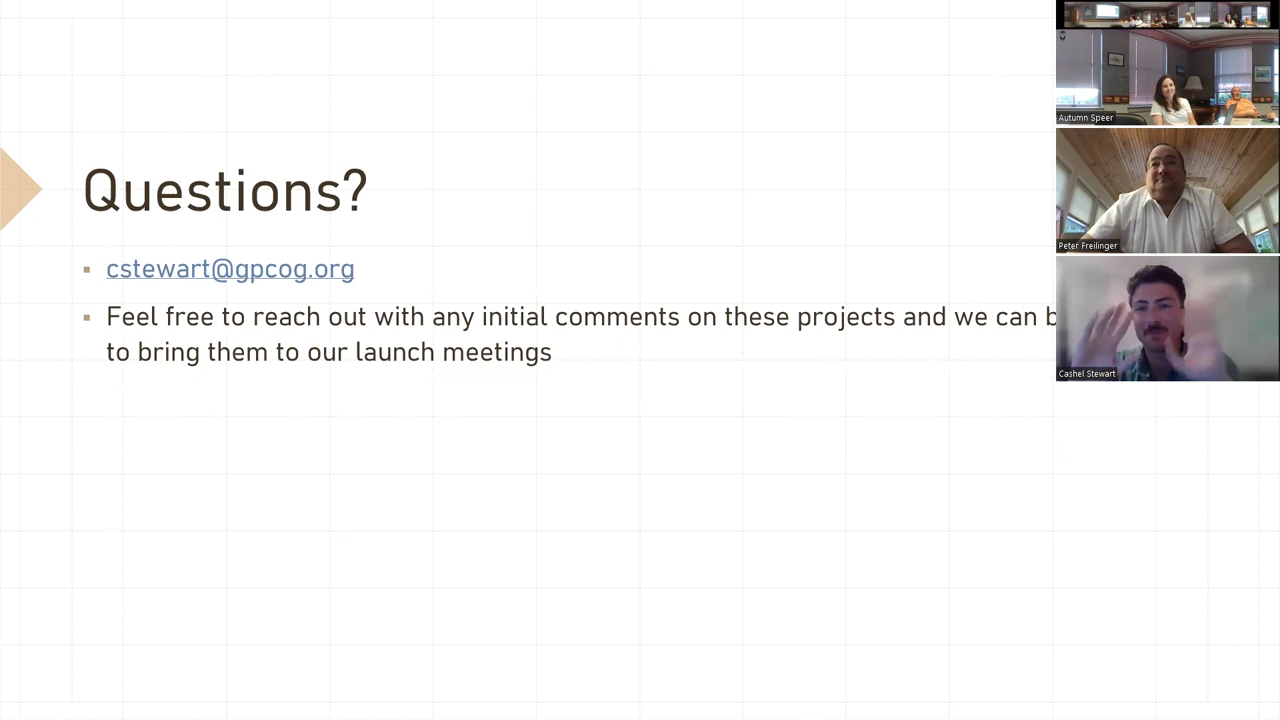 Questions?
cstewart@gpcog.org
Feel free to reach out with any initial comments on these projects and we can b
to bring them to our launch meetings
Autumn Speer
Peter Freilinger
Cashel Stewart